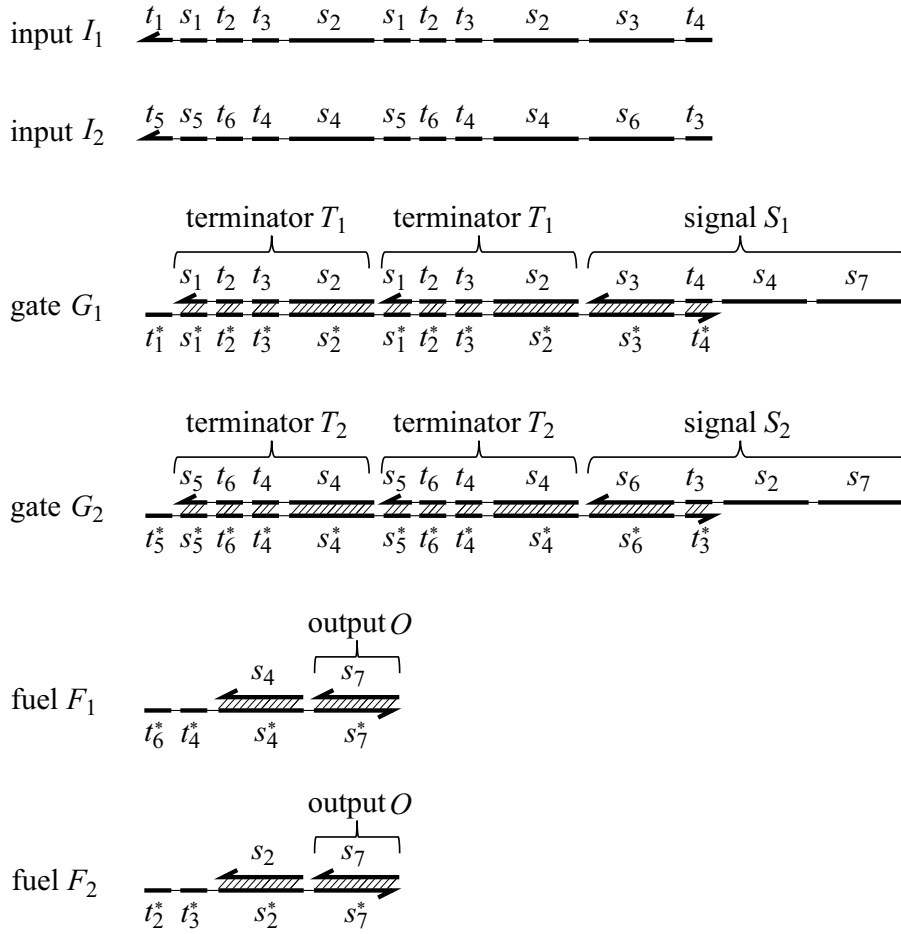 t₁ s₁ t₂ t₃ s₂ s₁ t₂ t₃ s₂ s₃ t₄
input I₁
t₅ s₅ t₆ t₄ s₄ s₅ t₆ t₄ s₄ s₆ t₃
input I₂
terminator T₁ terminator T₁ signal S₁
s₁ t₂ t₃ s₂ s₁ t₂ t₃ s₂ s₃ t₄ s₄ s₇
gate G₁
t₁* s₁* t₂* t₃* s₂* s₁* t₂* t₃* s₂* s₃* t₄*
terminator T₂ terminator T₂ signal S₂
s₅ t₆ t₄ s₄ s₅ t₆ t₄ s₄ s₆ t₃ s₂ s₇
gate G₂
t₅* s₅* t₆* t₄* s₄* s₅* t₆* t₄* s₄* s₆* t₃*
output O
s₄ s₇
fuel F₁
t₆* t₄* s₄* s₇*
output O
s₂ s₇
fuel F₂
t₂* t₃* s₂* s₇*